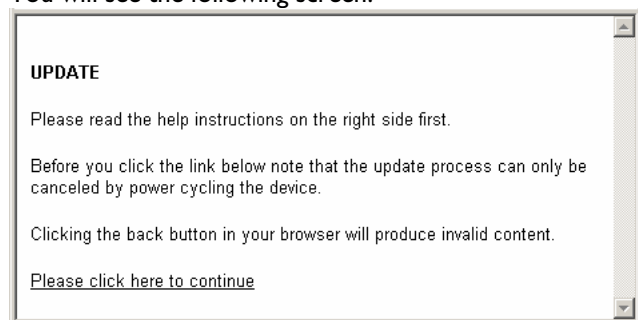 You will see the following screen:
UPDATE
Please read the help instructions on the right side first.
Before you click the link below note that the update process can only be
canceled by power cycling the device.
Clicking the back button in your browser will produce invalid content.
Please click here to continue